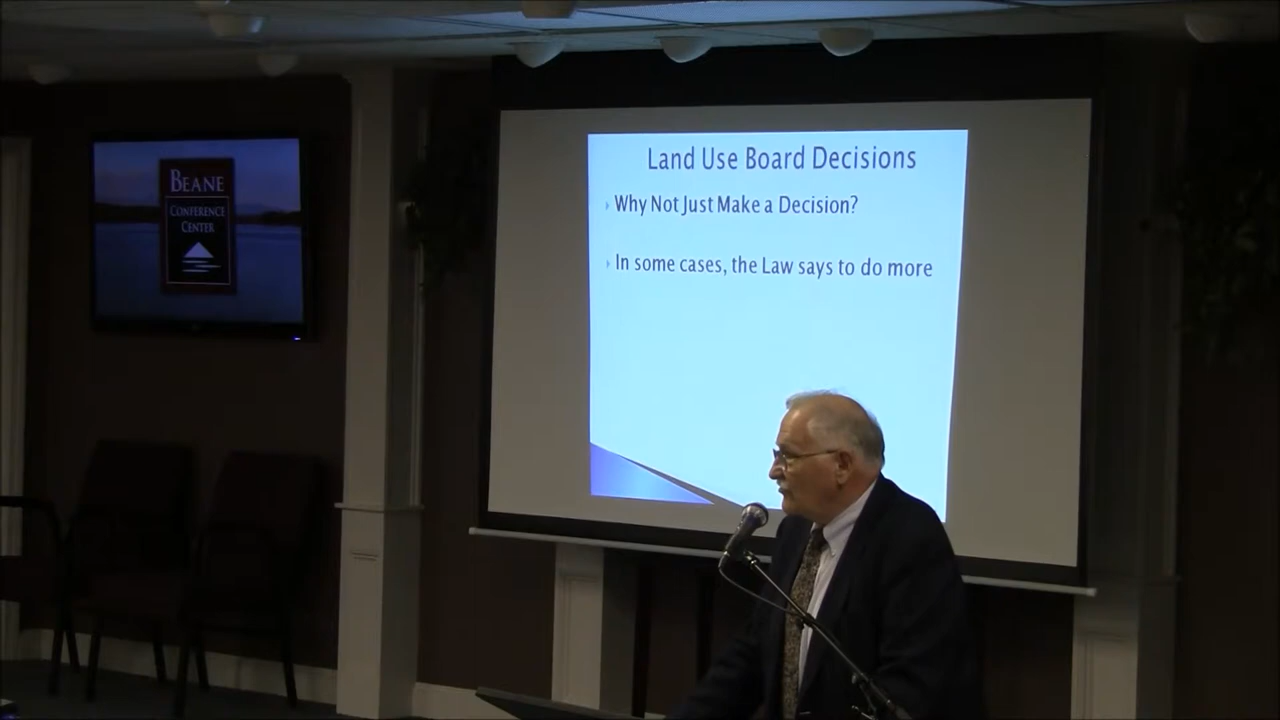 BEANE
CONFERENCE
CENTER
Land Use Board Decisions
Why Not Just Make a Decision?
In some cases, the Law says to do more